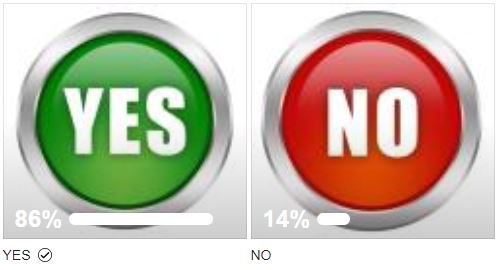 YES
NO
86%
14%
YES
NO